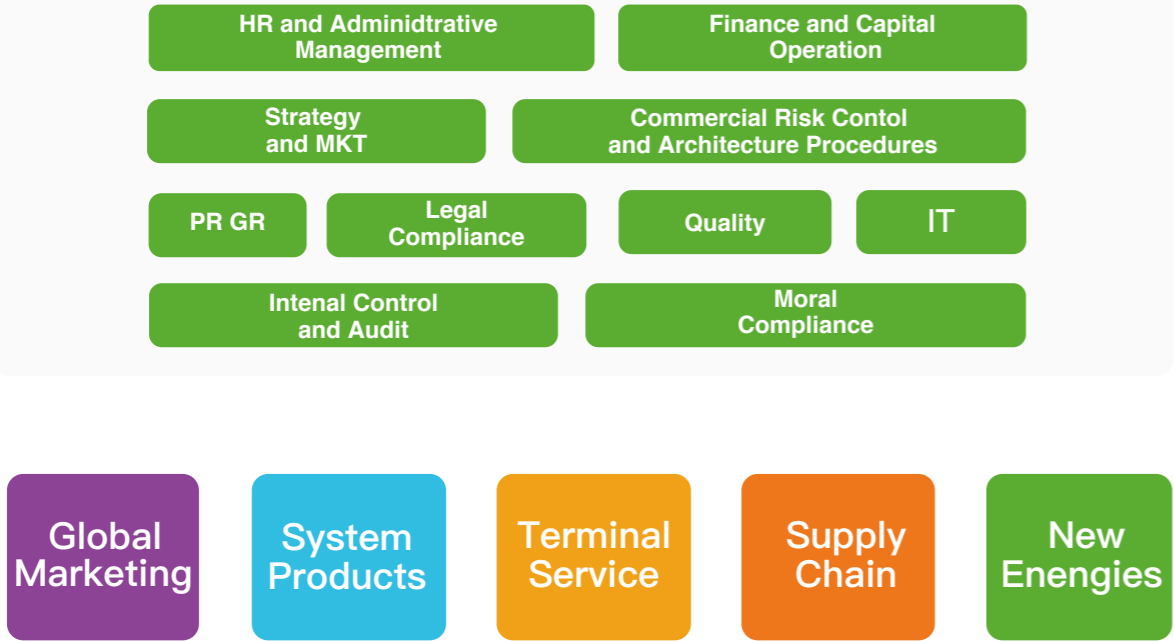 HR and Adminidtrative
Management
Finance and Capital
Operation
Strategy
and MKT
Commercial Risk Contol
and Architecture Procedures
PR GR
Legal
Compliance
Quality
IT
Intenal Control
and Audit
Moral
Compliance
Global
Marketing
System
Products
Terminal
Service
Supply
Chain
New
Enengies